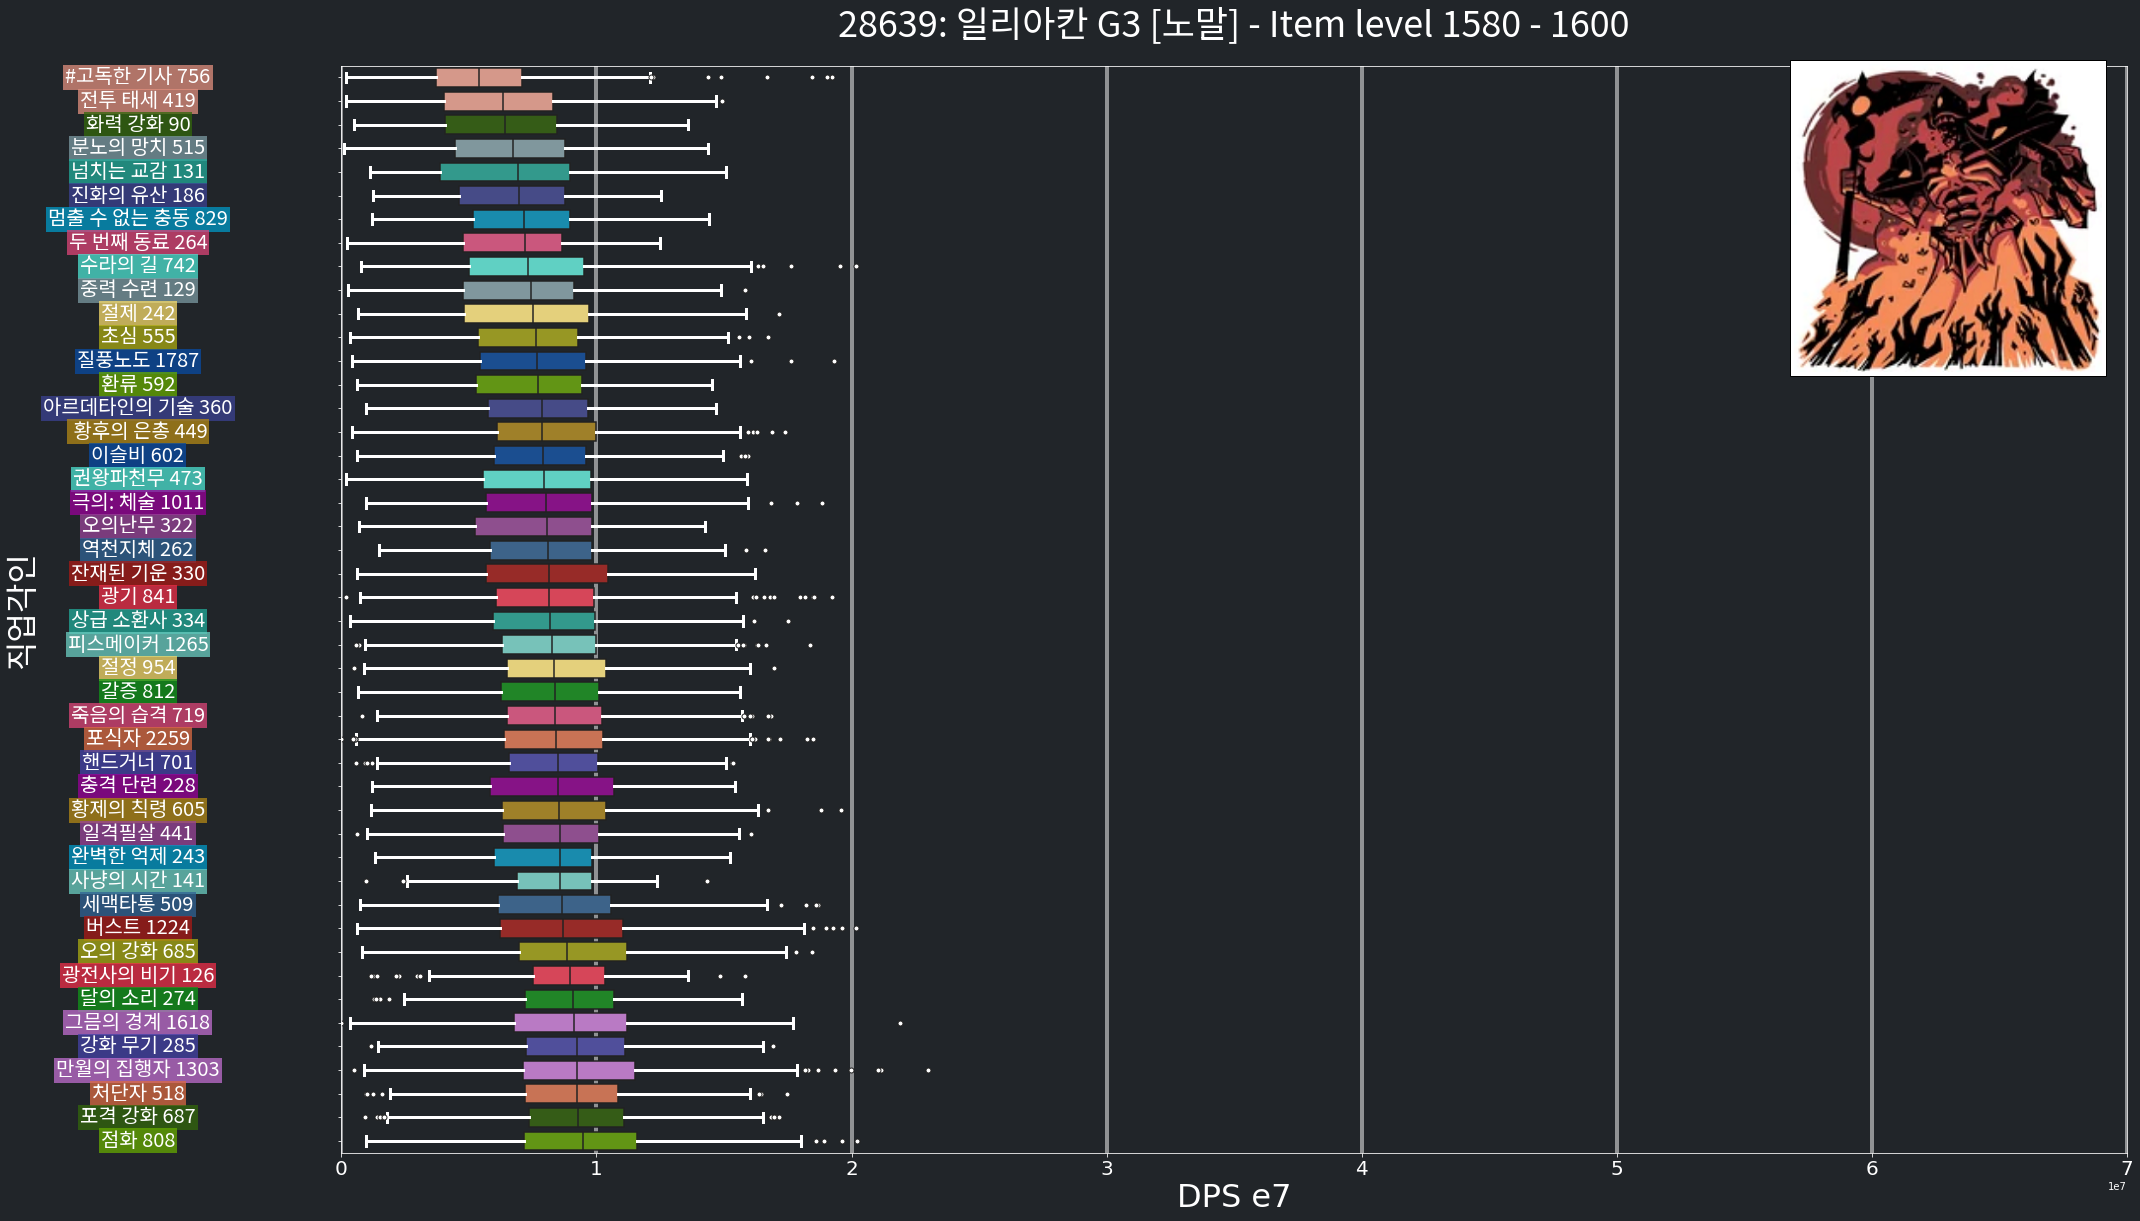 28639: 일리아칸 G3 [노말] - Item level 1580 - 1600
#고독한 기사 756
전투 태세 419
화력 강화 90
분노의 망치 515
넘치는 교감 131
진화의 유산 186
멈출 수 없는 충동 829
두 번째 동료 264
수라의 길 742
중력 수련 129
절제 242
초심 555
질풍노도 1787
환류 592
아르데타인의 기술 360
황후의 은총 449
이슬비 602
권왕파천무 473
극의: 체술 1011
오의난무 322
역천지체 262
잔재된 기운 330
광기 841
상급 소환사 334
피스메이커 1265
절정 954
갈증 812
죽음의 습격 719
포식자 2259
핸드거너 701
충격 단련 228
황제의 칙령 605
일격필살 441
완벽한 억제 243
사냥의 시간 141
세맥타통 509
버스트 1224
오의 강화 685
광전사의 비기 126
달의 소리 274
그믐의 경계 1618
강화 무기 285
만월의 집행자 1303
처단자 518
포격 강화 687
점화 808
직업각인
0 1 2 3 4 5 6 7
1e7
DPS e7